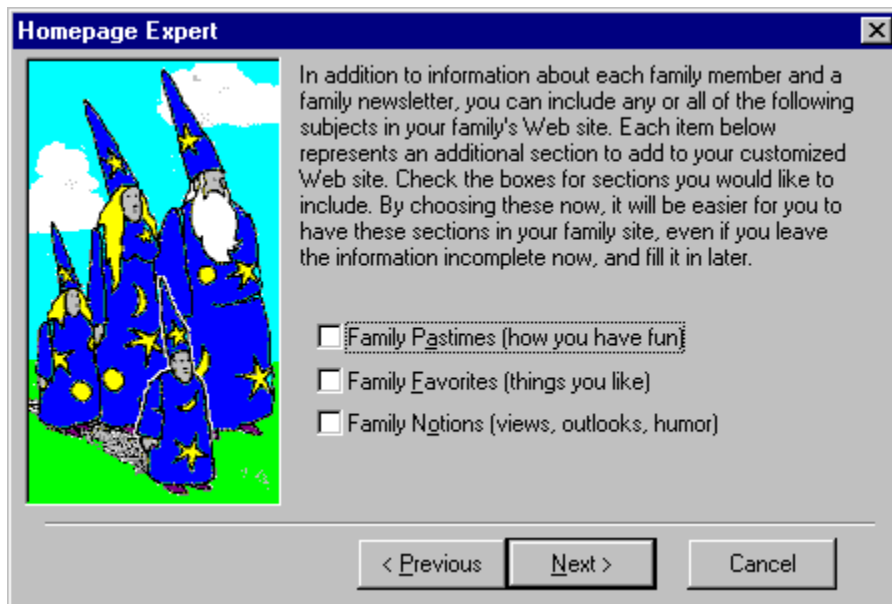 Homepage Expert
In addition to information about each family member and a
family newsletter, you can include any or all of the following
subjects in your family's Web site. Each item below
represents an additional section to add to your customized
Web site. Check the boxes for sections you would like to
include. By choosing these now, it will be easier for you to
have these sections in your family site, even if you leave
the information incomplete now, and fill it in later.
Family Pastimes (how you have fun)
Family Favorites (things you like)
Family Notions (views, outlooks, humor)
< Previous
Next >
Cancel